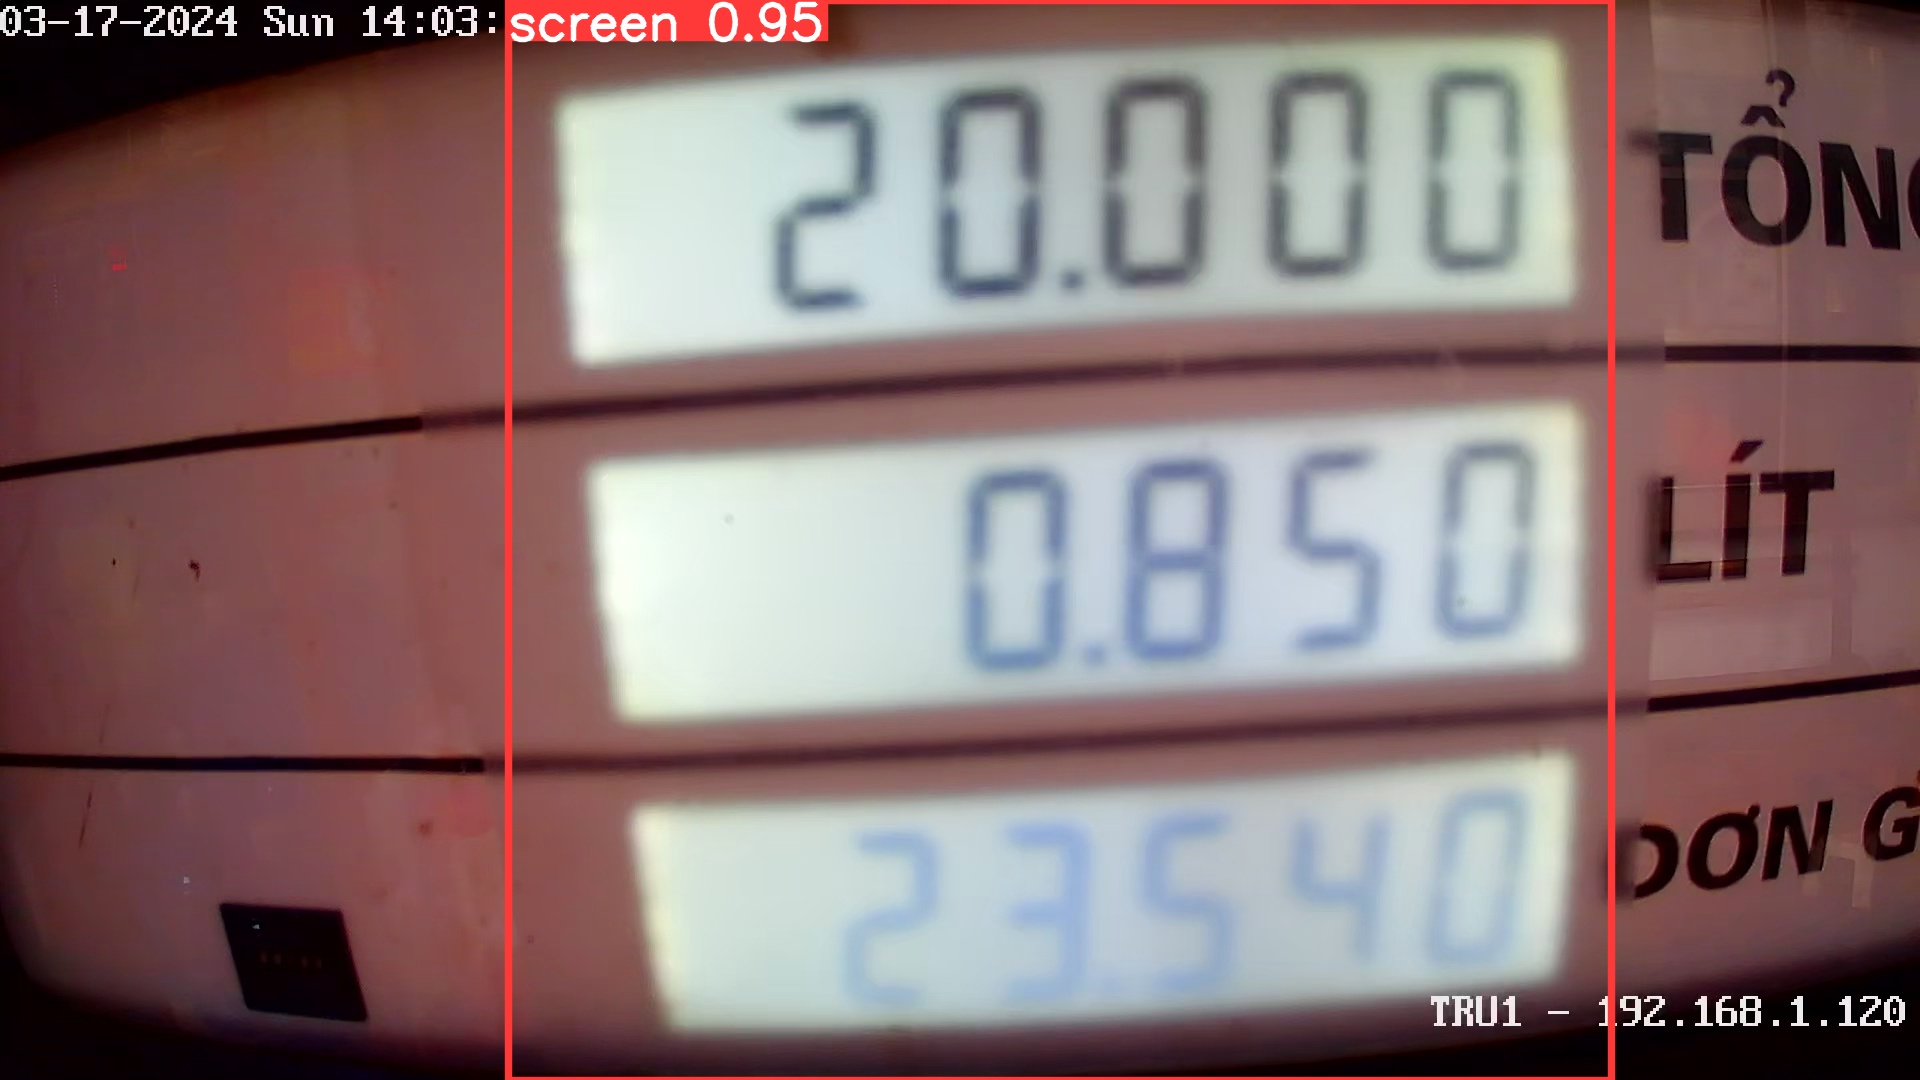 03-17-2024 Sun 14:03:
screen 0.95
20.000
TỔNG
0.850
LÍT
23.540
ĐƠN G
TRU1 - 192.168.1.120